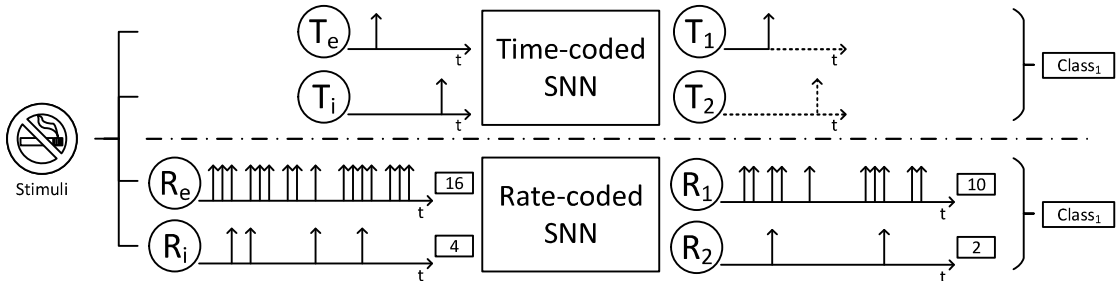 Stimuli
Tₑ
t
Tᵢ
t
Time-coded
SNN
T₁
t
T₂
t
Class₁
Rₑ
t
16
Rᵢ
t
4
Rate-coded
SNN
R₁
t
10
R₂
t
2
Class₁